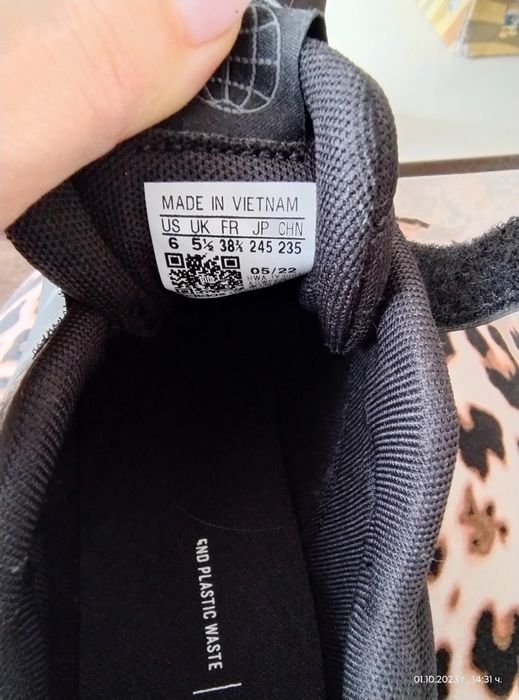 MADE IN VIETNAM
US UK FR JP CHN
6 5½ 38⅔ 245 235
05/22
END PLASTIC WASTE
01.10.2023 г., 14:31 ч.